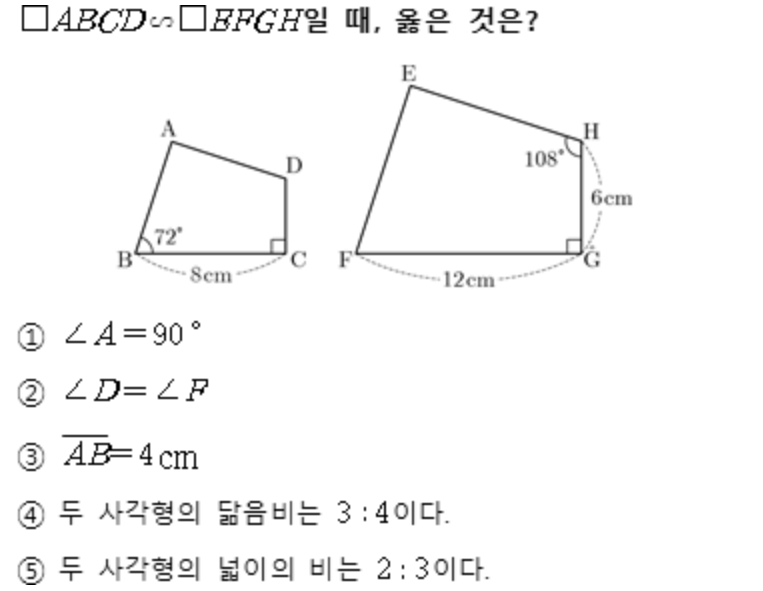 □ABCD∽□EFGH일 때, 옳은 것은?
A
D
72°
B
C
8cm
E
H
108°
6cm
F
G
12cm
① ∠A=90°
② ∠D=∠F
③ \overline{AB}=4cm
④ 두 사각형의 닮음비는 3:4이다.
⑤ 두 사각형의 넓이의 비는 2:3이다.